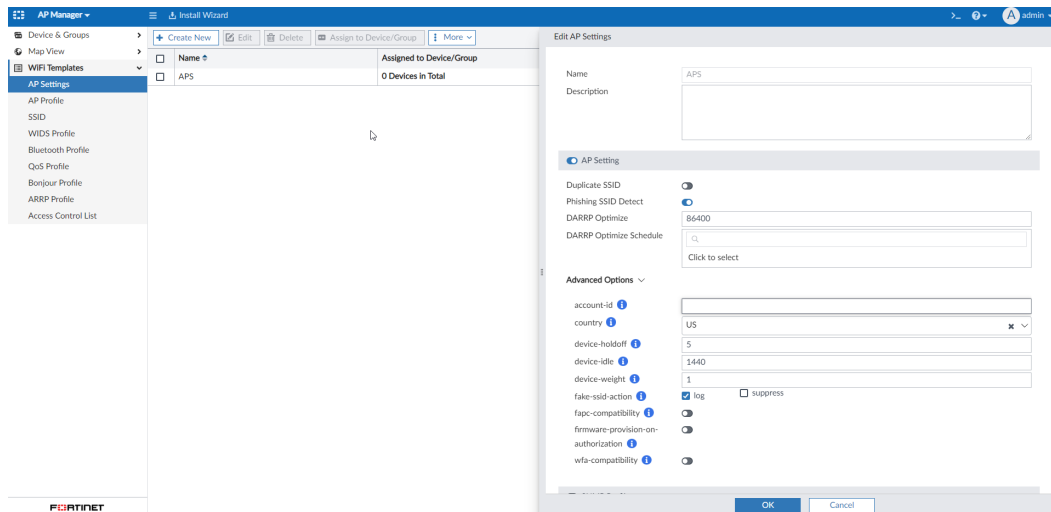 AP Manager
Install Wizard
>_
?
A admin
Device & Groups
Map View
WiFi Templates
AP Settings
AP Profile
SSID
WIDS Profile
Bluetooth Profile
QoS Profile
Bonjour Profile
ARRP Profile
Access Control List
FORTINET
+ Create New
Edit
Delete
Assign to Device/Group
More
Name
Assigned to Device/Group
APS
0 Devices in Total
Edit AP Settings
Name
APS
Description
AP Setting
Duplicate SSID
Phishing SSID Detect
DARRP Optimize
86400
DARRP Optimize Schedule
Click to select
Advanced Options
account-id
country
US
device-holdoff
5
device-idle
1440
device-weight
1
fake-ssid-action
log
suppress
fapc-compatibility
firmware-provision-on-
authorization
wfa-compatibility
OK
Cancel